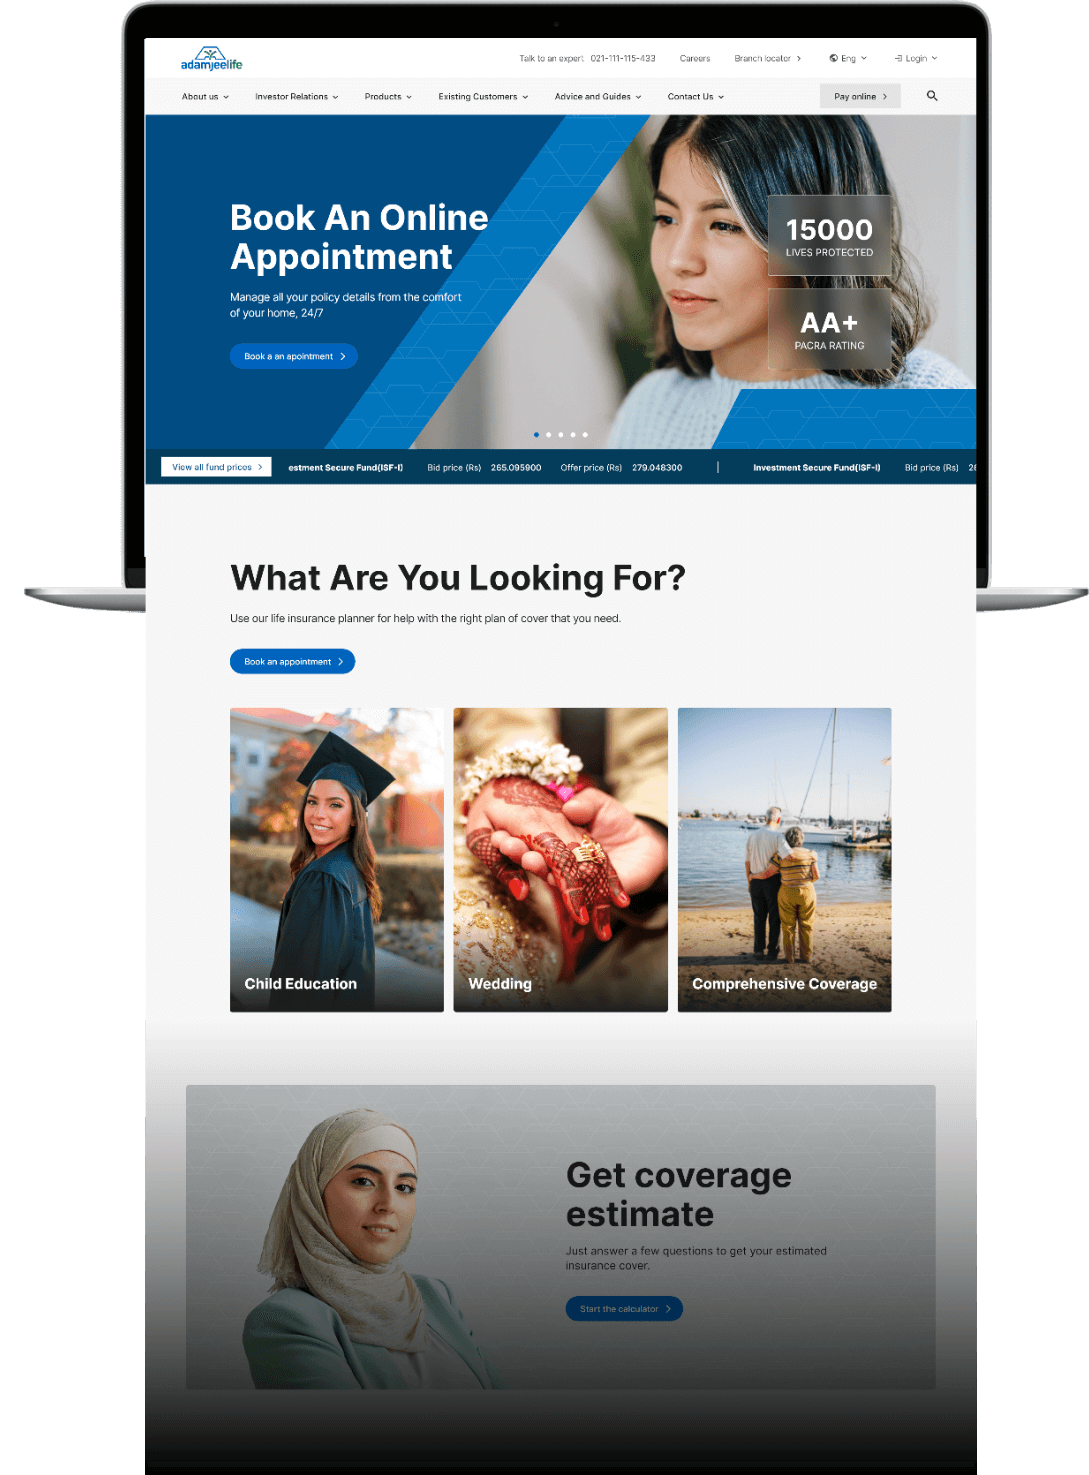 adamjeelife
Talk to an expert 021-111-115-433 Careers Branch locator Eng Login
About us Investor Relations Products Existing Customers Advice and Guides Contact Us Pay online
Book An Online
Appointment
Manage all your policy details from the comfort
of your home, 24/7
Book a an apointment
15000
LIVES PROTECTED
AA+
PACRA RATING
View all fund prices estment Secure Fund(ISF-I) Bid price (Rs) 265.095900 Offer price (Rs) 279.048300 | Investment Secure Fund(ISF-I) Bid price (Rs)
What Are You Looking For?
Use our life insurance planner for help with the right plan of cover that you need.
Book an appointment
Child Education
Wedding
Comprehensive Coverage
Get coverage
estimate
Just answer a few questions to get your estimated
insurance cover.
Start the calculator